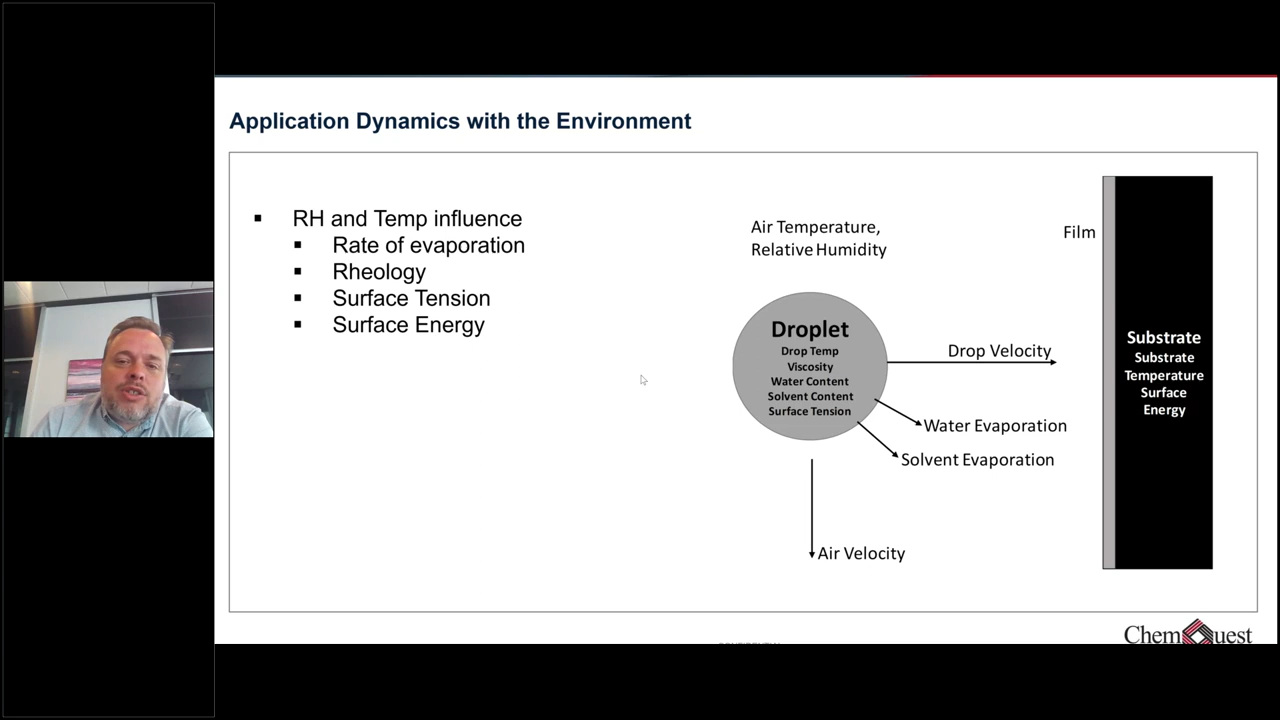 Application Dynamics with the Environment
RH and Temp influence
Rate of evaporation
Rheology
Surface Tension
Surface Energy
Air Temperature,
Relative Humidity
Film
Droplet
Drop Temp
Viscosity
Water Content
Solvent Content
Surface Tension
Drop Velocity
Water Evaporation
Solvent Evaporation
Air Velocity
Substrate
Substrate
Temperature
Surface
Energy
ChemQuest